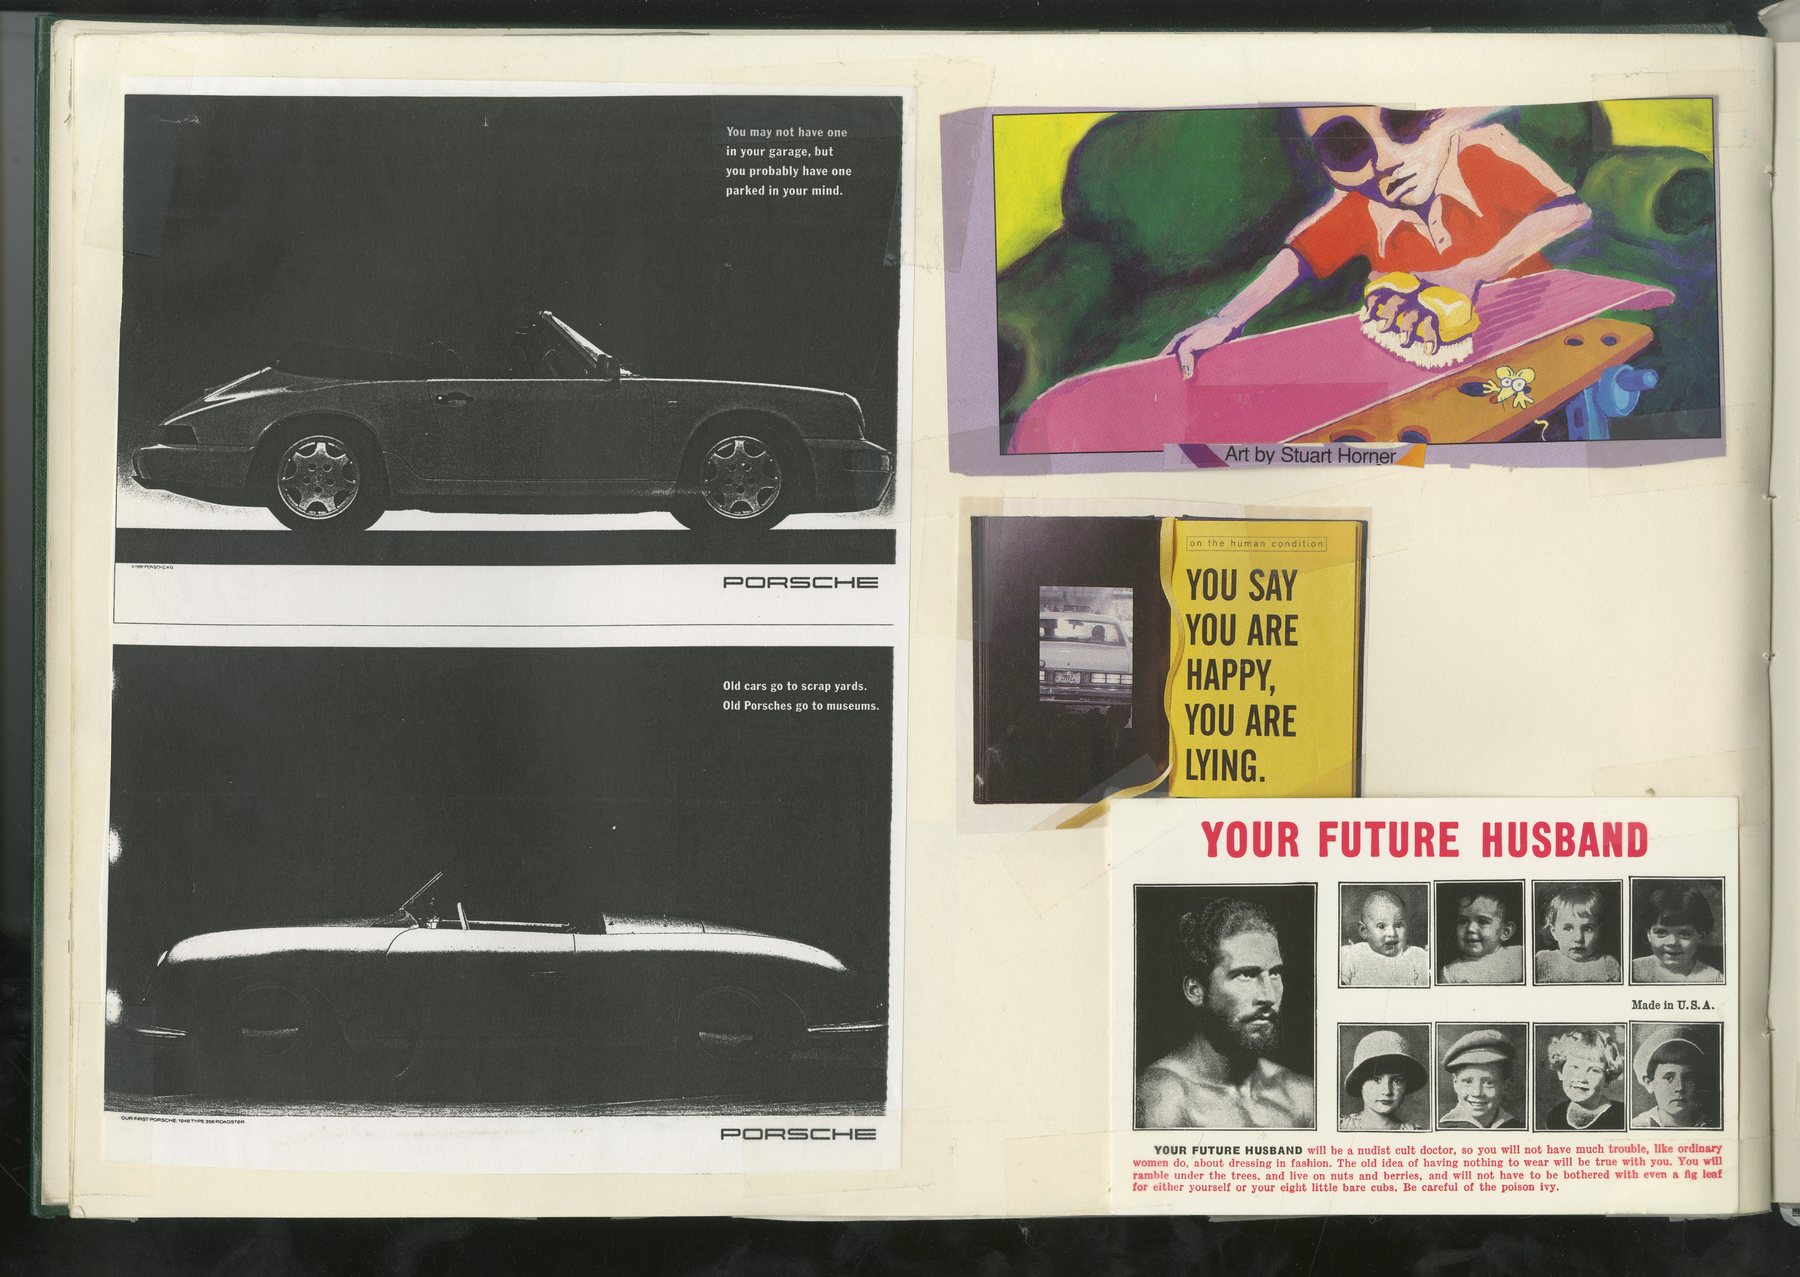 You may not have one
in your garage, but
you probably have one
parked in your mind.
PORSCHE
Old cars go to scrap yards.
Old Porsches go to museums.
OUR FIRST PORSCHE. 1948 TYPE 356 ROADSTER
PORSCHE
Art by Stuart Horner
on the human condition
YOU SAY
YOU ARE
HAPPY,
YOU ARE
LYING.
YOUR FUTURE HUSBAND
Made in U.S.A.
YOUR FUTURE HUSBAND will be a nudist cult doctor, so you will not have much trouble, like ordinary
women do, about dressing in fashion. The old idea of having nothing to wear will be true with you. You will
ramble under the trees, and live on nuts and berries, and will not have to be bothered with even a fig leaf
for either yourself or your eight little bare cubs. Be careful of the poison ivy.